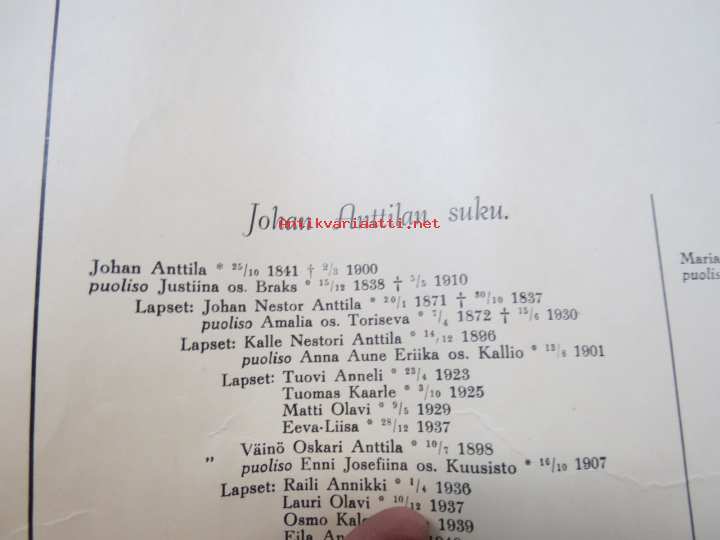 Johan Anttilan suku.
Antikvariaatti.net
Johan Anttila * 25/10 1841 † 2/3 1900
puoliso Justiina os. Braks * 15/12 1838 † 5/5 1910
Lapset: Johan Nestor Anttila * 20/1 1871 † 30/10 1837
puoliso Amalia os. Toriseva * 7/4 1872 † 15/6 1930
Lapset: Kalle Nestori Anttila * 14/12 1896
puoliso Anna Aune Eriika os. Kallio * 13/8 1901
Lapset: Tuovi Anneli * 23/4 1923
Tuomas Kaarle * 3/10 1925
Matti Olavi * 9/5 1929
Eeva-Liisa * 28/12 1937
" Väinö Oskari Anttila * 10/7 1898
puoliso Enni Josefiina os. Kuusisto * 16/10 1907
Lapset: Raili Annikki * 1/4 1936
Lauri Olavi * 10/12 1937
Osmo 1939
Maria